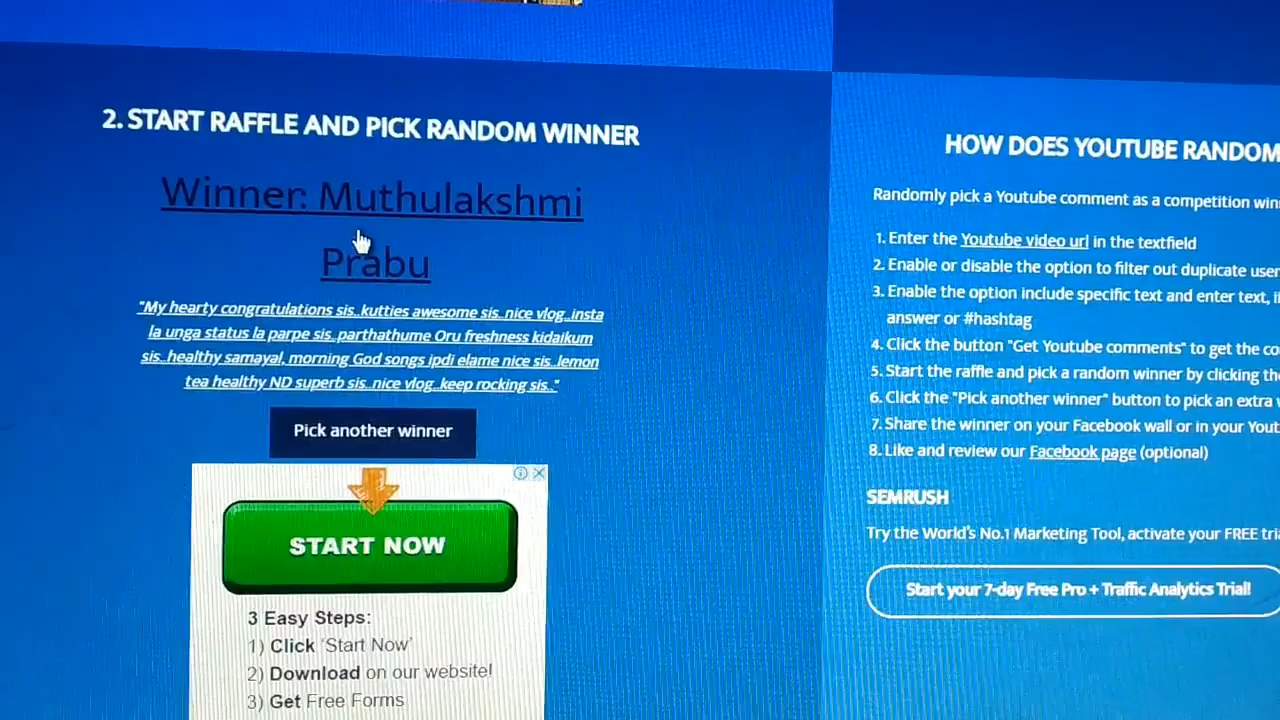 2. START RAFFLE AND PICK RANDOM WINNER
Winner: Muthulakshmi
Prabu
"My hearty congratulations sis..kutties awesome sis..nice vlog..insta
la unga status la parpe sis..parthathume Oru freshness kidaikum
sis..healthy samayal, morning God songs ipdi elame nice sis..lemon
tea healthy ND superb sis..nice vlog..keep rocking sis.."
Pick another winner
START NOW
3 Easy Steps:
1) Click 'Start Now'
2) Download on our website!
3) Get Free Forms
HOW DOES YOUTUBE RANDOM
Randomly pick a Youtube comment as a competition
1. Enter the Youtube video url in the textfield
2. Enable or disable the option to filter out duplicate
3. Enable the option include specific text and enter text,
answer or #hashtag
4. Click the button "Get Youtube comments" to get the
5. Start the raffle and pick a random winner by clicking
6. Click the "Pick another winner" button to pick an extra
7. Share the winner on your Facebook wall or in your
8. Like and review our Facebook page (optional)
SEMRUSH
Try the World's No.1 Marketing Tool, activate your FREE
Start your 7-day Free Pro + Traffic Analytics Trial!